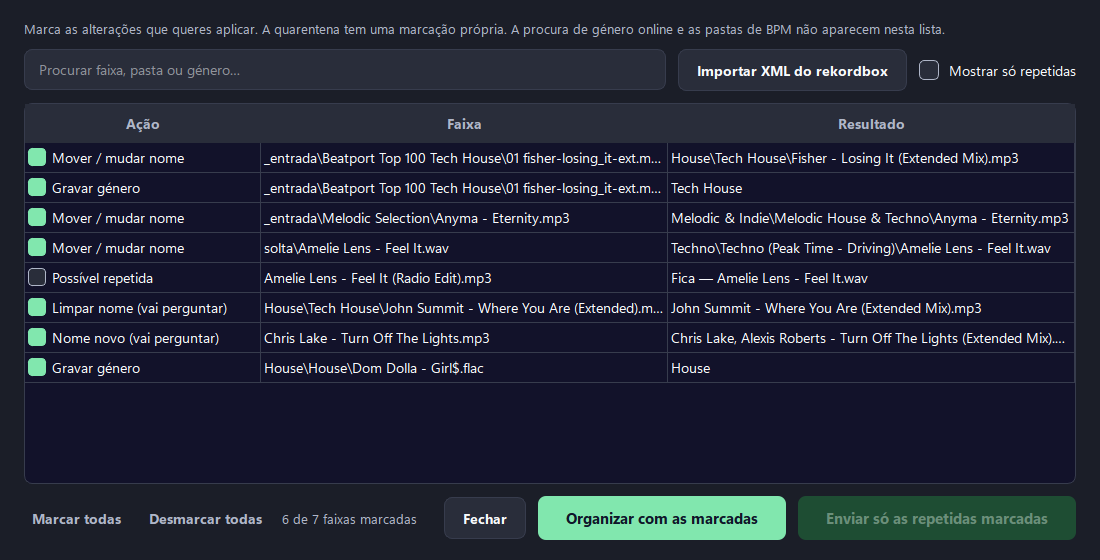 Marca as alterações que queres aplicar. A quarentena tem uma marcação própria. A procura de género online e as pastas de BPM não aparecem nesta lista.
Procurar faixa, pasta ou género...
Importar XML do rekordbox
Mostrar só repetidas
Ação Faixa Resultado
Mover / mudar nome _entrada\Beatport Top 100 Tech House\01 fisher-losing_it-ext.m... House\Tech House\Fisher - Losing It (Extended Mix).mp3
Gravar género _entrada\Beatport Top 100 Tech House\01 fisher-losing_it-ext.m... Tech House
Mover / mudar nome _entrada\Melodic Selection\Anyma - Eternity.mp3 Melodic & Indie\Melodic House & Techno\Anyma - Eternity.mp3
Mover / mudar nome solta\Amelie Lens - Feel It.wav Techno\Techno (Peak Time - Driving)\Amelie Lens - Feel It.wav
Possível repetida Amelie Lens - Feel It (Radio Edit).mp3 Fica — Amelie Lens - Feel It.wav
Limpar nome (vai perguntar) House\Tech House\John Summit - Where You Are (Extended).m... John Summit - Where You Are (Extended Mix).mp3
Nome novo (vai perguntar) Chris Lake - Turn Off The Lights.mp3 Chris Lake, Alexis Roberts - Turn Off The Lights (Extended Mix)....
Gravar género House\House\Dom Dolla - Girl$.flac House
Marcar todas
Desmarcar todas
6 de 7 faixas marcadas
Fechar
Organizar com as marcadas
Enviar só as repetidas marcadas